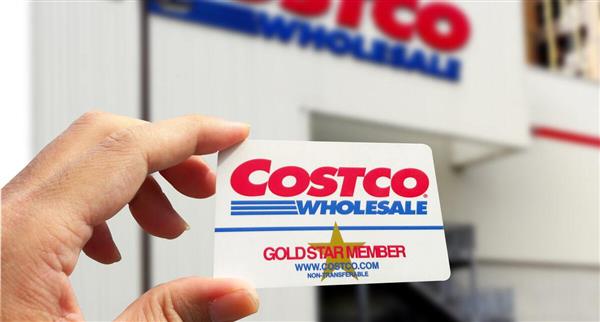 COSTCO
WHOLESALE
COSTCO
WHOLESALE
GOLD STAR MEMBER
WWW.COSTCO.COM
NON-TRANSFERABLE